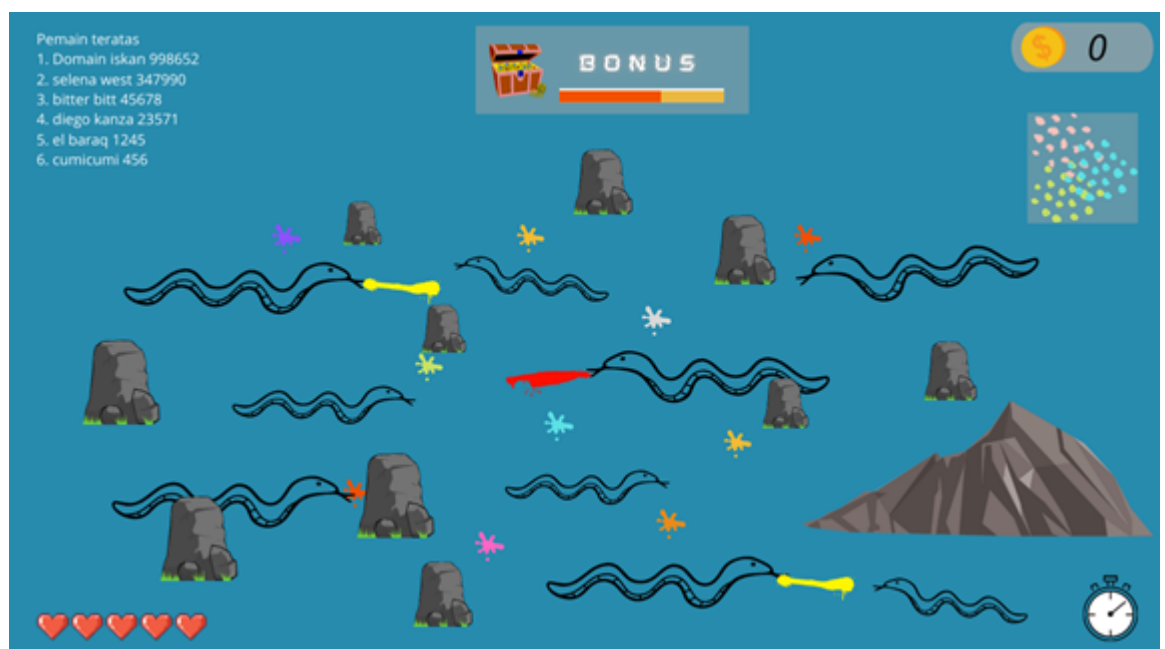 Pemain teratas
1. Domain iskan 998652
2. selena west 347990
3. bitter bitt 45678
4. diego kanza 23571
5. el baraq 1245
6. cumicumi 456
BONUS
$ 0